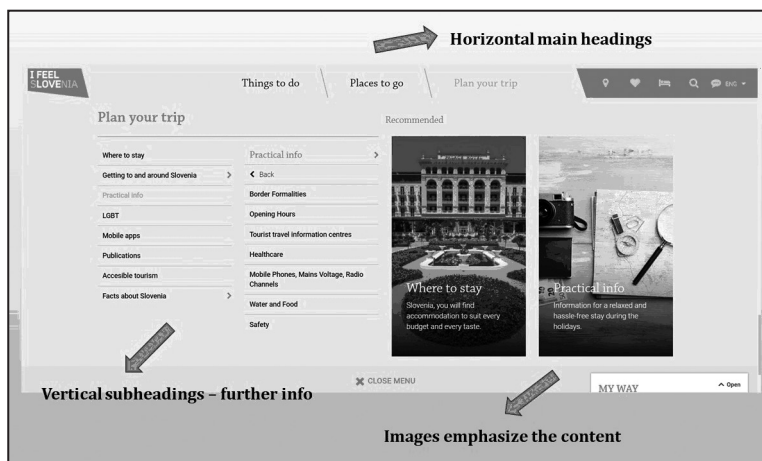 Horizontal main headings
I FEEL
SLOVENIA
Things to do
Places to go
Plan your trip
ENG
Plan your trip
Recommended
Where to stay
Getting to and around Slovenia
Practical info
LGBT
Mobile apps
Publications
Accesible tourism
Facts about Slovenia
Practical info
Back
Border Formalities
Opening Hours
Tourist travel information centres
Healthcare
Mobile Phones, Mains Voltage, Radio
Channels
Water and Food
Safety
Where to stay
Slovenia, you will find
accommodation to suit every
budget and every taste.
Practical info
Information for a relaxed and
hassle-free stay during the
holidays.
CLOSE MENU
MY WAY
Open
Vertical subheadings – further info
Images emphasize the content